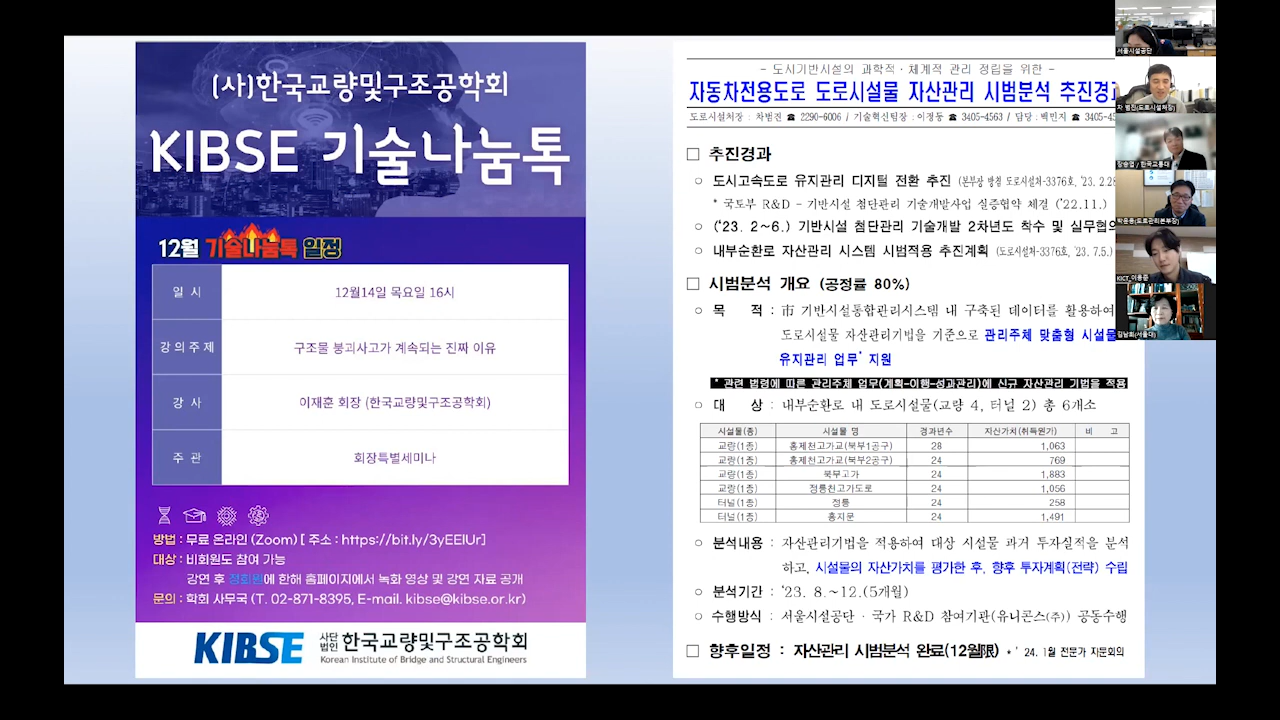 (사)한국교량및구조공학회
KIBSE 기술나눔톡
12월 기술나눔톡 일정
일 시 12월14일 목요일 16시
강 의 주 제 구조물 붕괴사고가 계속되는 진짜 이유
강 사 이재훈 회장 (한국교량및구조공학회)
주 관 회장특별세미나
방법 : 무료 온라인 (Zoom) [ 주소 : https://bit.ly/3yEElUr]
대상 : 비회원도 참여 가능
강연 후 정회원에 한해 홈페이지에서 녹화 영상 및 강연 자료 공개
문의 : 학회 사무국 (T. 02-871-8395, E-mail. kibse@kibse.or.kr)
KIBSE 사단법인 한국교량및구조공학회
Korean Institute of Bridge and Structural Engineers
- 도시기반시설의 과학적 · 체계적 관리 정립을 위한 -
자동차전용도로 도로시설물 자산관리 시범분석 추진경과
도로시설처장 : 차범진 ☎ 2290-6006 / 기술혁신팀장 : 이정동 ☎ 3405-4563 / 담당 : 백민지 ☎ 3405-45
□ 추진경과
○ 도시고속도로 유지관리 디지털 전환 추진 (본부장 방침 도로시설처-3376호, '23.2.28
* 국토부 R&D - 기반시설 첨단관리 기술개발사업 실증협약 체결 ('22.11.)
○ ('23. 2~6.) 기반시설 첨단관리 기술개발 2차년도 착수 및 실무협의
○ 내부순환로 자산관리 시스템 시범적용 추진계획 (도로시설처-3376호, '23.7.5.)
□ 시범분석 개요 (공정률 80%)
○ 목 적 : 市 기반시설통합관리시스템 내 구축된 데이터를 활용하여
도로시설물 자산관리기법을 기준으로 관리주체 맞춤형 시설물
유지관리 업무* 지원
* 관련 법령에 따른 관리주체 업무(계획-이행-성과관리)에 신규 자산관리 기법을 적용
○ 대 상 : 내부순환로 내 도로시설물(교량 4, 터널 2) 총 6개소
시설물(종) 시설물 명 경과년수 자산가치(취득원가) 비 고
교량(1종) 홍제천고가교(북부1공구) 28 1,063
교량(1종) 홍제천고가교(북부2공구) 24 769
교량(1종) 북부고가 24 1,883
교량(1종) 정릉천고가도로 24 1,056
터널(1종) 정릉 24 258
터널(1종) 홍지문 24 1,491
○ 분석내용 : 자산관리기법을 적용하여 대상 시설물 과거 투자실적을 분석
하고, 시설물의 자산가치를 평가한 후, 향후 투자계획(전략) 수립
○ 분석기간 : '23. 8.~12.(5개월)
○ 수행방식 : 서울시설공단 · 국가 R&D 참여기관(유니콘스(주)) 공동수행
□ 향후일정 : 자산관리 시범분석 완료(12월限) * '24. 1월 전문가 자문회의
서울시설공단
차 범진(도로시설처장)
장승엽 / 한국교통대
박운용(도로관리본부장)
KICT_이용준
김남희(서울대)